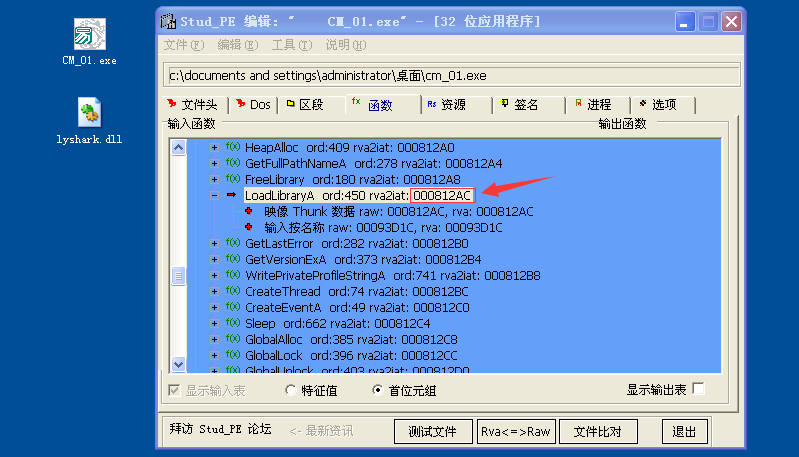 易
CM_01.exe
lyshark.dll
Stud_PE 编辑: " CM_01.exe" - [32 位应用程序]
文件(F) 编辑(E) 工具(T) 说明(H)
c:\documents and settings\administrator\桌面\cm_01.exe
文件头 Dos 区段 函数 资源 签名 进程 选项
输入函数 输出函数
HeapAlloc ord:409 rva2iat: 000812A0
GetFullPathNameA ord:278 rva2iat: 000812A4
FreeLibrary ord:180 rva2iat: 000812A8
LoadLibraryA ord:450 rva2iat: 000812AC
映像 Thunk 数据 raw: 000812AC, rva: 000812AC
输入按名称 raw: 00093D1C, rva: 00093D1C
GetLastError ord:282 rva2iat: 000812B0
GetVersionExA ord:373 rva2iat: 000812B4
WritePrivateProfileStringA ord:741 rva2iat: 000812B8
CreateThread ord:74 rva2iat: 000812BC
CreateEventA ord:49 rva2iat: 000812C0
Sleep ord:662 rva2iat: 000812C4
GlobalAlloc ord:385 rva2iat: 000812C8
GlobalLock ord:396 rva2iat: 000812CC
GlobalUnlock ord:403 rva2iat: 000812D0
显示输入表 特征值 首位元组 显示输出表
拜访 Stud_PE 论坛 <- 最新资讯 测试文件 Rva<=>Raw 文件比对 退出